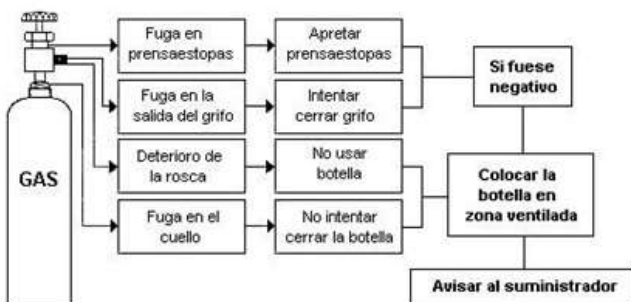 GAS
Fuga en
prensaestopas
Apretar
prensaestopas
Fuga en la
salida del grifo
Intentar
cerrar grifo
Si fuese
negativo
Deterioro de
la rosca
No usar
botella
Fuga en el
cuello
No intentar
cerrar la botella
Colocar la
botella en
zona ventilada
Avisar al suministrador